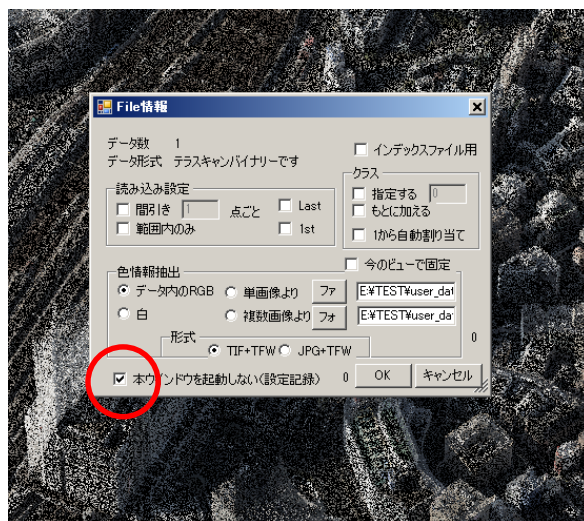 File情報
データ数 1
データ形式 テラスキャンバイナリーです
インデックスファイル用
読み込み設定
間引き 1 点ごと Last
範囲内のみ 1st
クラス
指定する 0
もとに加える
1から自動割り当て
今のビューで固定
色情報抽出
データ内のRGB 単画像より ファ E:¥TEST¥user_dat
白 複数画像より フォ E:¥TEST¥user_da
形式 0
TIF+TFW JPG+TFW
本ウインドウを起動しない(設定記録) 0 OK キャンセル